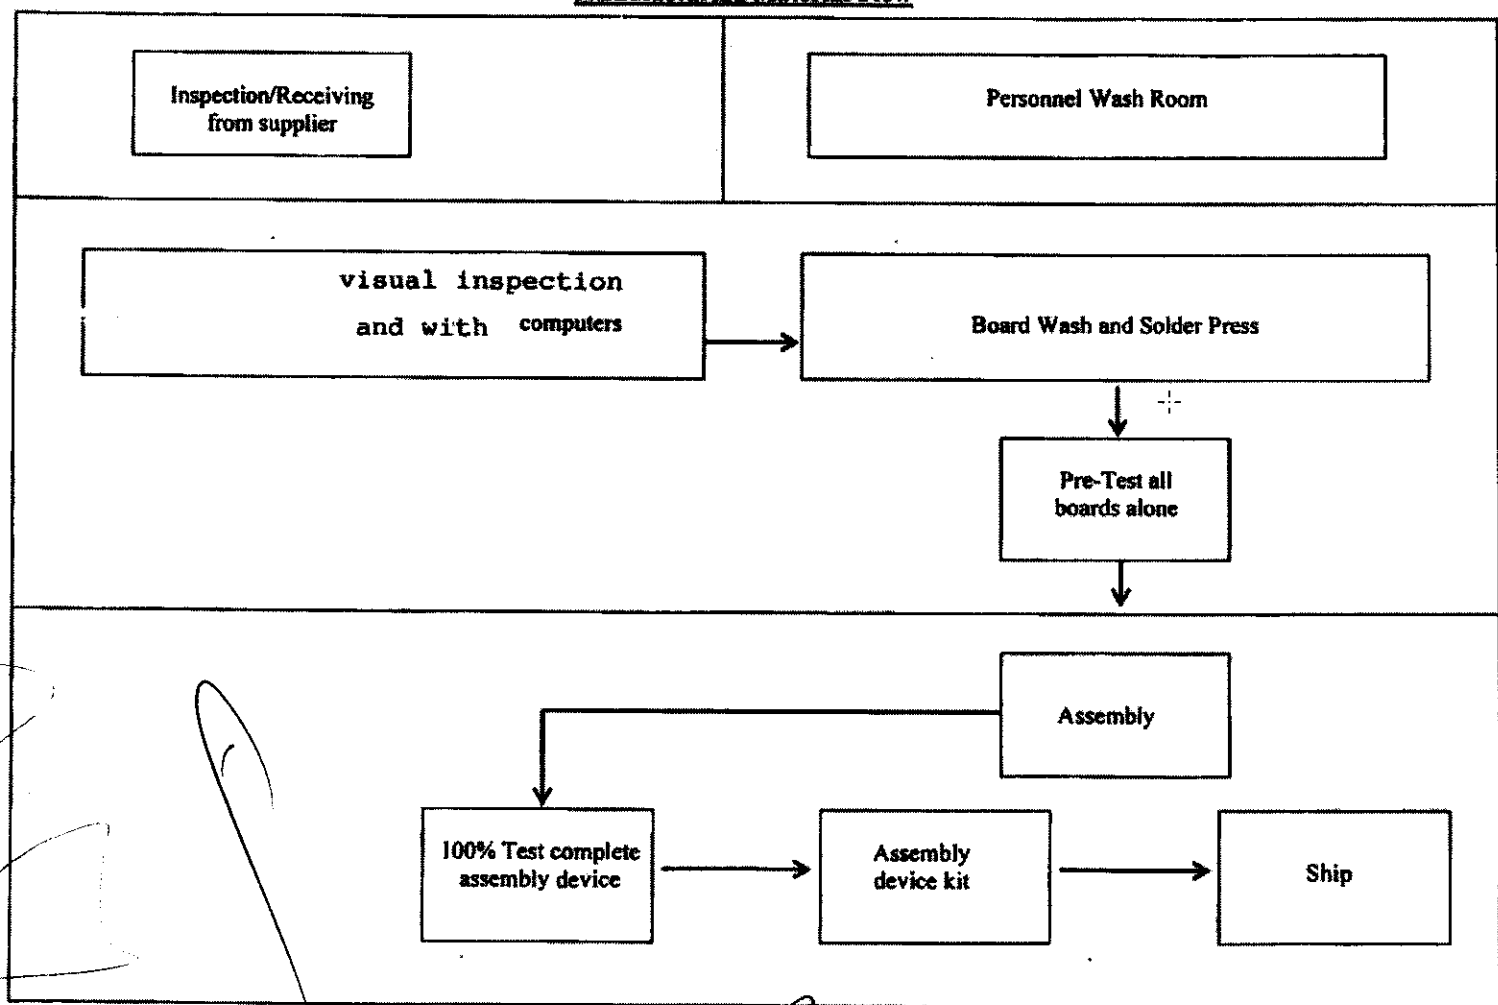 Inspection/Receiving
from supplier
Personnel Wash Room
visual inspection
and with computers
Board Wash and Solder Press
Pre-Test all
boards alone
Assembly
100% Test complete
assembly device
Assembly
device kit
Ship